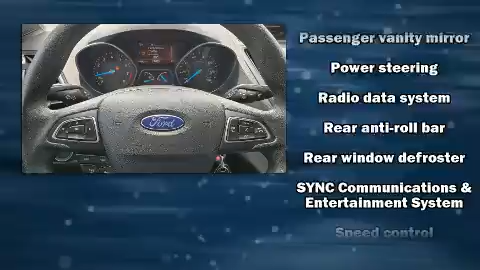 Passenger vanity mirror
Power steering
Radio data system
Rear anti-roll bar
Rear window defroster
SYNC Communications &
Entertainment System
Speed control
Ford